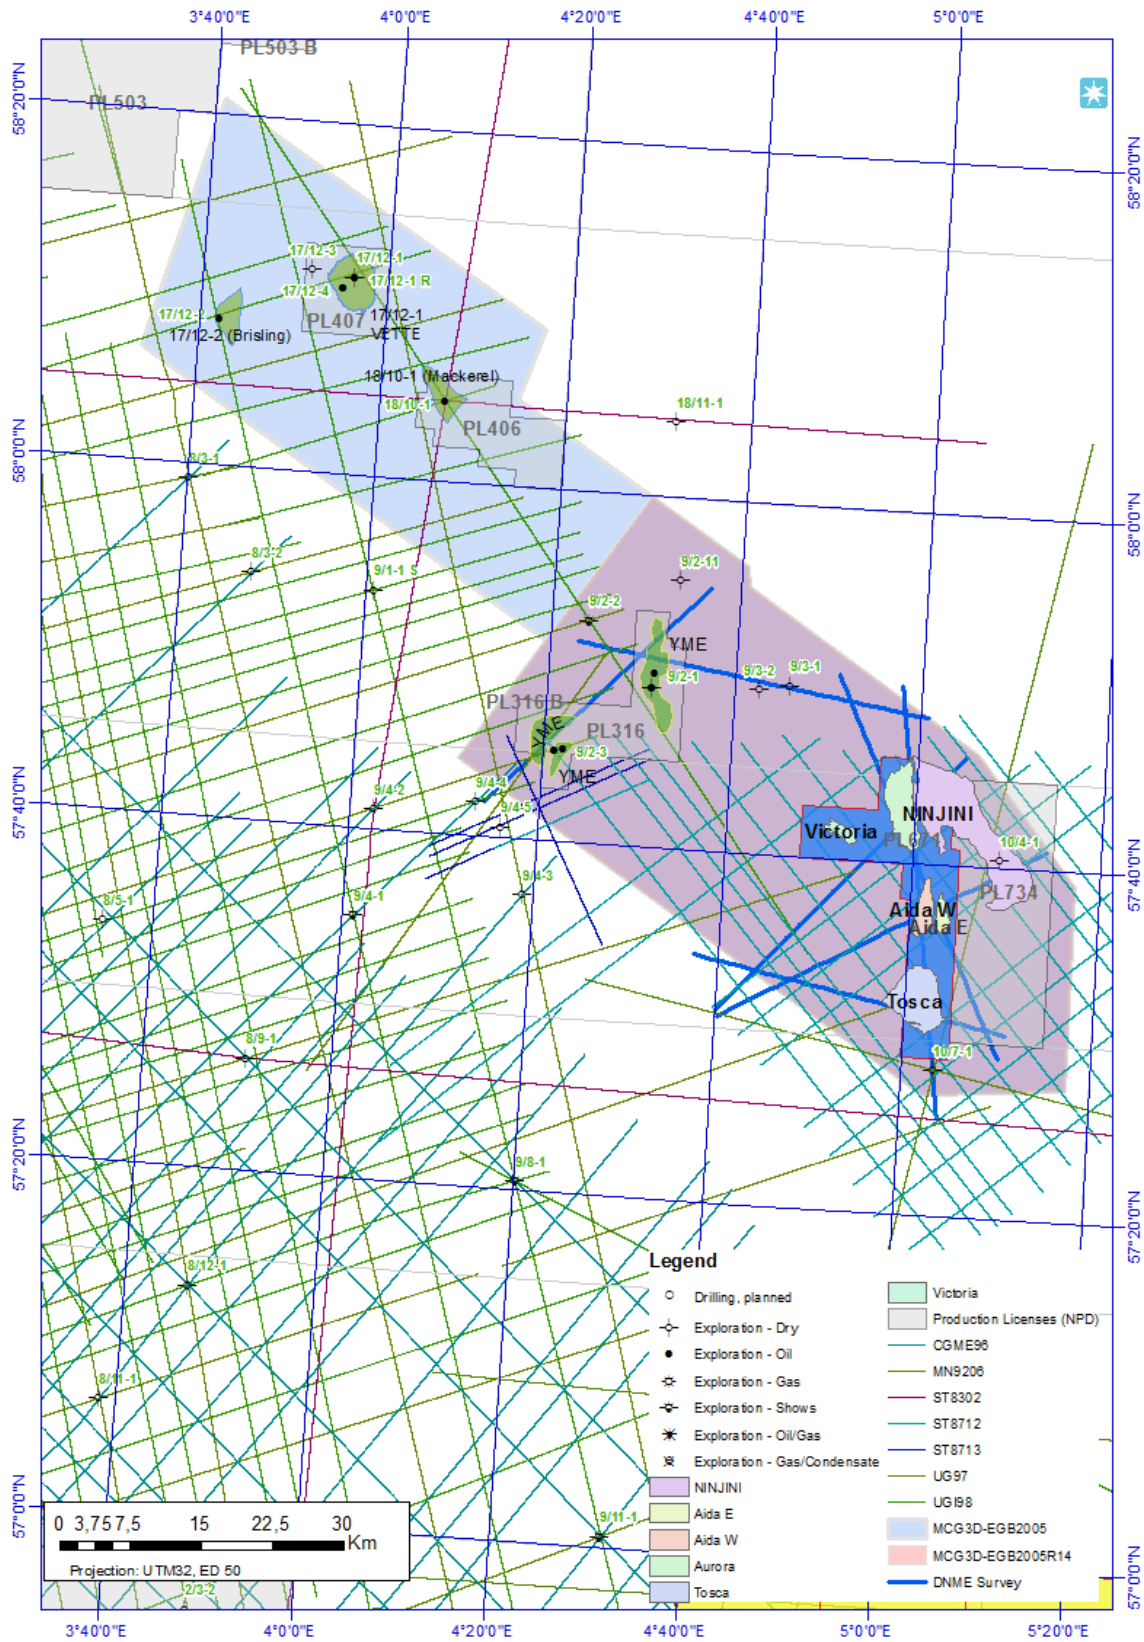 3°40'0"E 4°0'0"E 4°20'0"E 4°40'0"E 5°0'0"E
PL503 B
PL503
58°20'0"N
58°20'0"N
17/12-3
17/12-1
17/12-1 R
17/12-4
17/12-2
PL407
17/12-1
VETTE
17/12-2 (Brisling)
18/10-1 (Mackerel)
18/10-1
18/11-1
PL406
58°0'0"N
58°0'0"N
8/3-1
8/3-2
9/1-1 S
9/2-11
9/2-2
YME
9/2-1
9/3-2
9/3-1
PL316 B
YME
PL316
9/2-3
YME
9/4-4
9/4-2
9/4-5
57°40'0"N
57°40'0"N
NINJINI
Victoria
PL671
10/4-1
9/4-3
PL734
Aida W
Aida E
9/4-1
8/5-1
Tosca
8/9-1
10/7-1
57°20'0"N
57°20'0"N
9/8-1
8/12-1
8/11-1
9/11-1
57°0'0"N
57°0'0"N
Legend
Drilling, planned
Exploration - Dry
Exploration - Oil
Exploration - Gas
Exploration - Shows
Exploration - Oil/Gas
Exploration - Gas/Condensate
NINJINI
Aida E
Aida W
Aurora
Tosca
Victoria
Production Licenses (NPD)
CGME96
MN9206
ST8302
ST8712
ST8713
UG97
UGI98
MCG3D-EGB2005
MCG3D-EGB2005R14
DNME Survey
0 3,75 7,5 15 22,5 30
Km
Projection: UTM32, ED 50
2/3-2
3°40'0"E 4°0'0"E 4°20'0"E 4°40'0"E 5°0'0"E 5°20'0"E